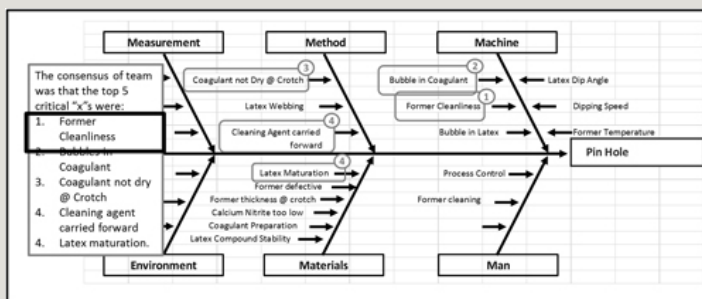 Measurement
Method
Machine
The consensus of team
was that the top 5
critical "x"s were:
1. Former
Cleanliness
2. Bubbles in
Coagulant
3. Coagulant not dry
@ Crotch
4. Cleaning agent
carried forward
4. Latex maturation.
3
Coagulant not Dry @ Crotch
Latex Webbing
4
Cleaning Agent carried
forward
2
Bubble in Coagulant
1
Former Cleanliness
Bubble in Latex
Latex Dip Angle
Dipping Speed
Former Temperature
Pin Hole
4
Latex Maturation
Former defective
Former thickness @ crotch
Calcium Nitrite too low
Coagulant Preparation
Latex Compound Stability
Process Control
Former cleaning
Environment
Materials
Man